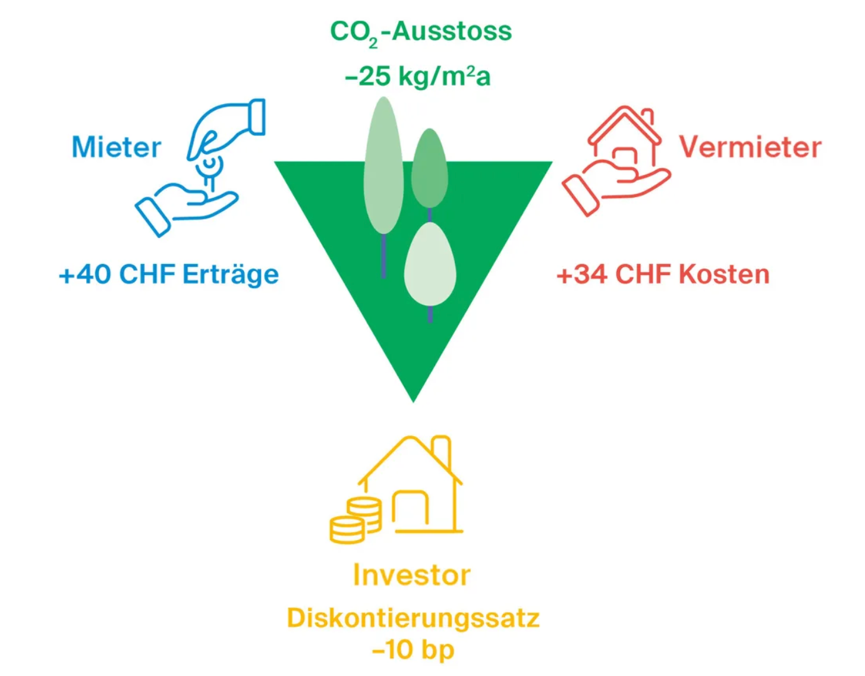 CO₂-Ausstoss
–25 kg/m²a
Mieter
Vermieter
+40 CHF Erträge
+34 CHF Kosten
Investor
Diskontierungssatz
–10 bp